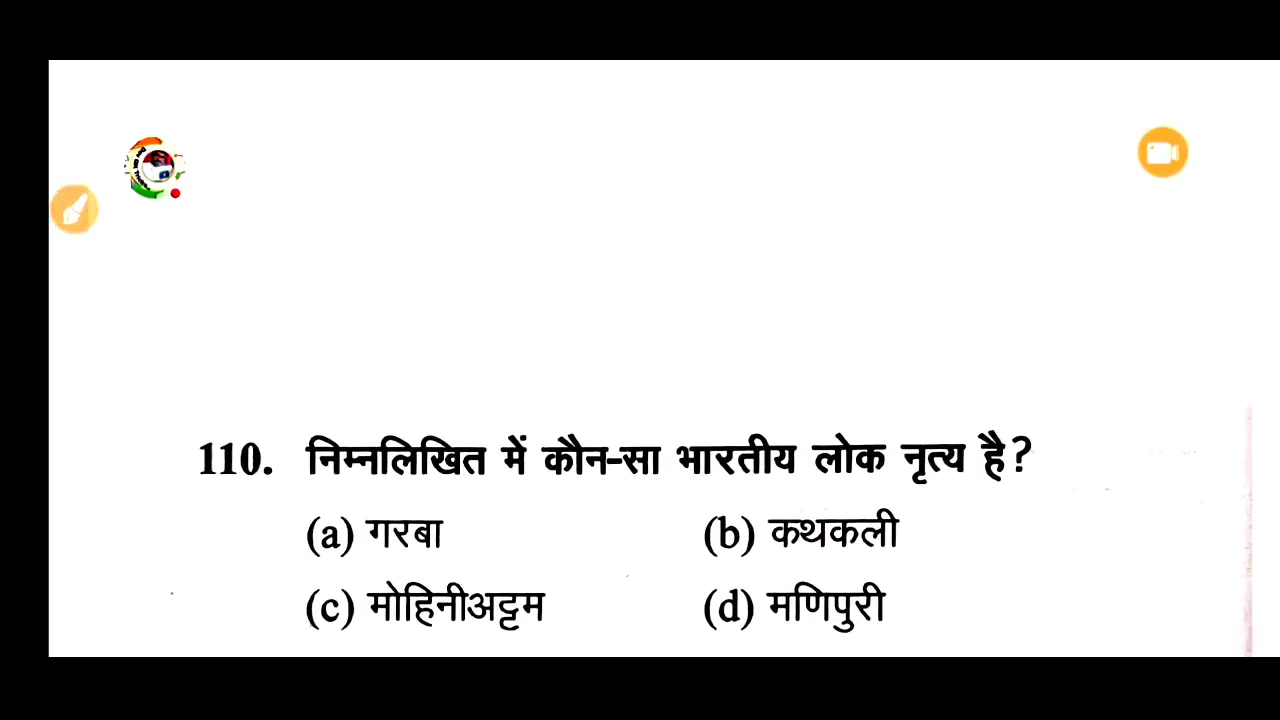 110. निम्नलिखित में कौन-सा भारतीय लोक नृत्य है?
(a) गरबा (b) कथकली
(c) मोहिनीअट्टम (d) मणिपुरी